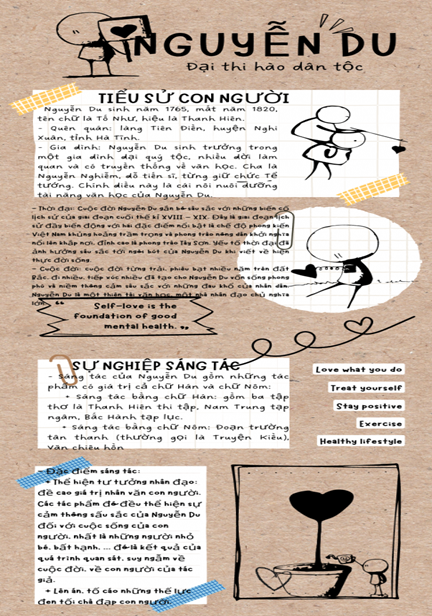 NGUYỄN DU
Đại thi hào dân tộc
TIỂU SỬ CON NGƯỜI
Nguyễn Du sinh năm 1765, mất năm 1820,
tên chữ là Tố Như, hiệu là Thanh Hiên.
- Quên quán: làng Tiên Điền, huyện Nghi
Xuân, tỉnh Hà Tĩnh.
- Gia đình: Nguyễn Du sinh trưởng trong
một gia đình đại quý tộc, nhiều đời làm
quan và có truyền thống về văn học. Cha là
Nguyễn Nghiễm, đỗ tiến sĩ, từng giữ chức Tể
tướng. Chính điều này là cái nôi nuôi dưỡng
tài năng văn học của Nguyễn Du.
- Thời đại: Cuộc đời Nguyễn Du gắn bó sâu sắc với những biến cố
lịch sử của giai đoạn cuối thế kỉ XVIII - XIX. Đây là giai đoạn lịch
sử đầy biến động với hai đặc điểm nổi bật là chế độ phong kiến
Việt Nam khủng hoảng trầm trọng và phong trào nông dân khởi nghĩa
nổi lên khắp nơi, đỉnh cao là phong trào Tây Sơn. Yếu tố thời đại đã
ảnh hưởng sâu sắc tới ngòi bút của Nguyễn Du khi viết về hiện
thực đời sống.
- Cuộc đời: Cuộc đời từng trải, phiêu bạt nhiều năm trên đất
Bắc, đi nhiều, tiếp xúc nhiều đã tạo cho Nguyễn Du vốn sống phong
phú và niềm thông cảm sâu sắc với những đau khổ của nhân dân.
Nguyễn Du là một thiên tài văn học, một nhà nhân đạo chủ nghĩa
lớn.
Self-love is the
foundation of good
mental health.
SỰ NGHIỆP SÁNG TÁC
- Sáng tác của Nguyễn Du gồm những tác
phẩm có giá trị cả chữ Hán và chữ Nôm:
+ Sáng tác bằng chữ Hán: gồm ba tập
thơ là Thanh Hiên thi tập, Nam Trung tạp
ngâm, Bắc Hành tạp lục.
+ Sáng tác bằng chữ Nôm: Đoạn trường
tân thanh (thường gọi là Truyện Kiều),
Văn chiêu hồn
Love what you do
Treat yourself
Stay positive
Exercise
Healthy lifestyle
- Đặc điểm sáng tác:
+ Thể hiện tư tưởng nhân đạo:
đề cao giá trị nhân văn con người.
Các tác phẩm đó đều thể hiện sự
cảm thông sâu sắc của Nguyễn Du
đối với cuộc sống của con
người, nhất là những người nhỏ
bé, bất hạnh, ... đó là kết quả của
quá trình quan sát, suy ngẫm về
cuộc đời, về con người của tác
giả.
+ Lên án, tố cáo những thế lực
đen tối chà đạp con người.